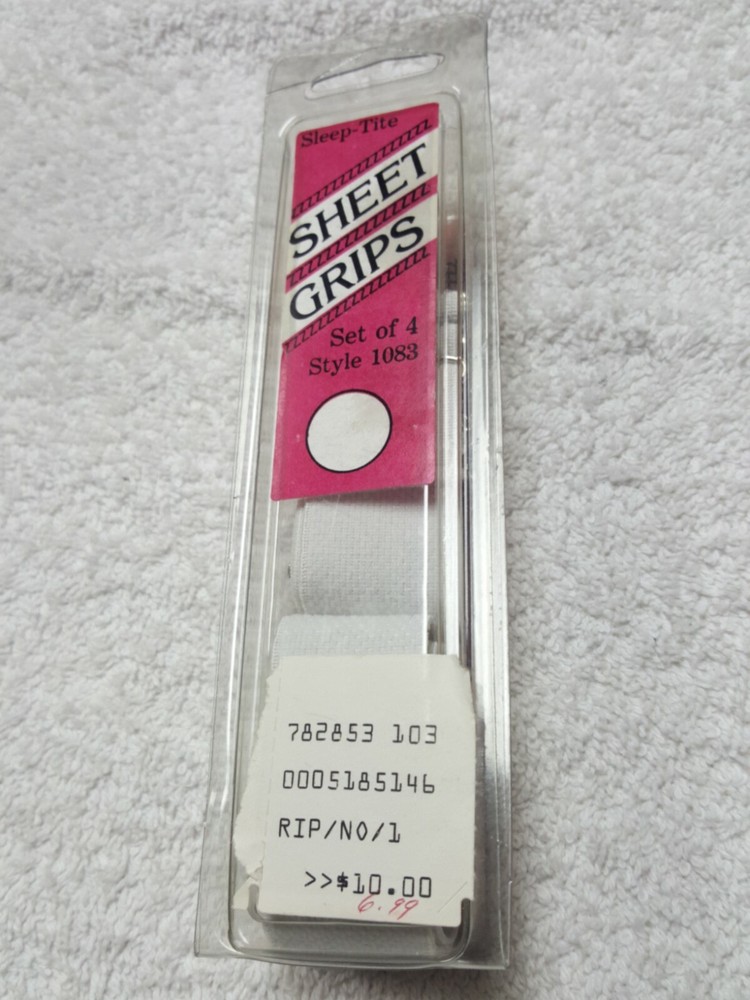 Sleep-Tite
SHEET
GRIPS
Set of 4
Style 1083
782853 103
0005185146
RIP/NO/1
>>$10.00
6.99